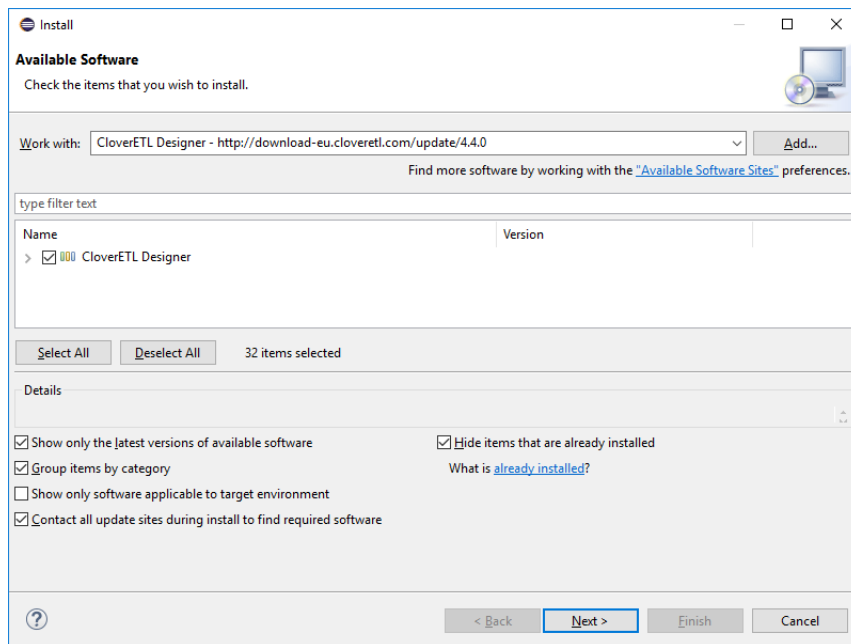 Install
Available Software
Check the items that you wish to install.
Work with: CloverETL Designer - http://download-eu.cloveretl.com/update/4.4.0 Add...
Find more software by working with the "Available Software Sites" preferences.
type filter text
Name Version
CloverETL Designer
Select All Deselect All 32 items selected
Details
Show only the latest versions of available software Hide items that are already installed
Group items by category What is already installed?
Show only software applicable to target environment
Contact all update sites during install to find required software
? < Back Next > Finish Cancel